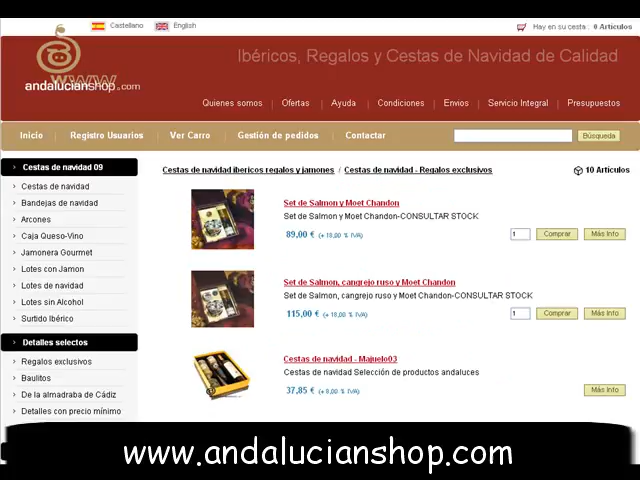 Castellano English Hay en su cesta : 0 Artículos
Ibéricos, Regalos y Cestas de Navidad de Calidad
www
andalucianshop.com
Quienes somos | Ofertas | Ayuda | Condiciones | Envios | Servicio Integral | Presupuestos
Inicio Registro Usuarios Ver Carro Gestión de pedidos Contactar Búsqueda
Cestas de navidad 09
Cestas de navidad
Bandejas de navidad
Arcones
Caja Queso-Vino
Jamonera Gourmet
Lotes con Jamon
Lotes de navidad
Lotes sin Alcohol
Surtido Ibérico
Detalles selectos
Regalos exclusivos
Baulitos
De la almadraba de Cádiz
Detalles con precio mínimo
Cestas de navidad ibericos regalos y jamones / Cestas de navidad - Regalos exclusivos 10 Artículos
Set de Salmon y Moet Chandon
Set de Salmon y Moet Chandon-CONSULTAR STOCK
89,00 € (+ 18,00 % IVA) 1 Comprar Más Info
Set de Salmon, cangrejo ruso y Moet Chandon
Set de Salmon, cangrejo ruso y Moet Chandon-CONSULTAR STOCK
115,00 € (+ 18,00 % IVA) 1 Comprar Más Info
Cestas de navidad - Majuelo03
Cestas de navidad Selección de productos andaluces
37,85 € (+ 8,00 % IVA) Más Info
www.andalucianshop.com